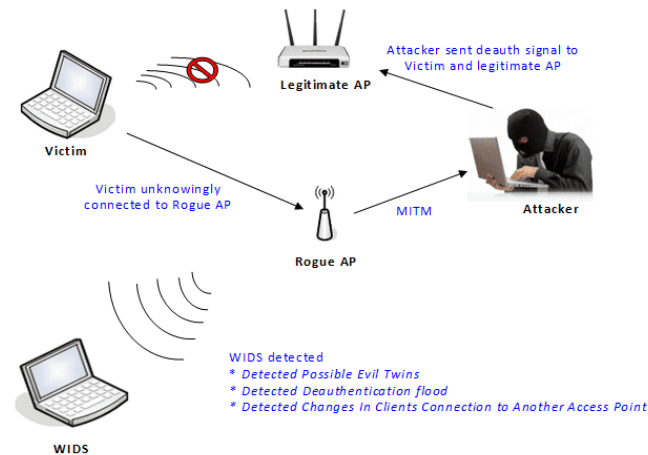 Attacker sent deauth signal to
Victim and legitimate AP
Legitimate AP
Victim
Attacker
Victim unknowingly
connected to Rogue AP
MITM
Rogue AP
WIDS detected
* Detected Possible Evil Twins
* Detected Deauthentication flood
* Detected Changes In Clients Connection to Another Access Point
WIDS